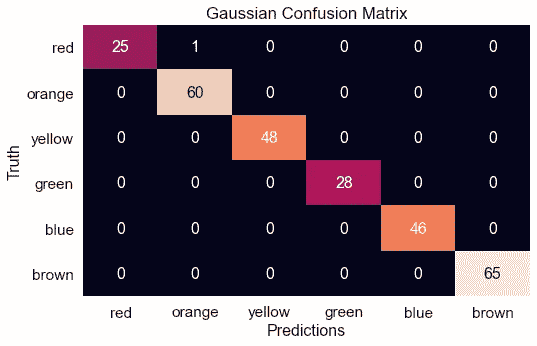 Gaussian Confusion Matrix
red 25 1 0 0 0 0
orange 0 60 0 0 0 0
yellow 0 0 48 0 0 0
green 0 0 0 28 0 0
blue 0 0 0 0 46 0
brown 0 0 0 0 0 65
Truth
red orange yellow green blue brown
Predictions